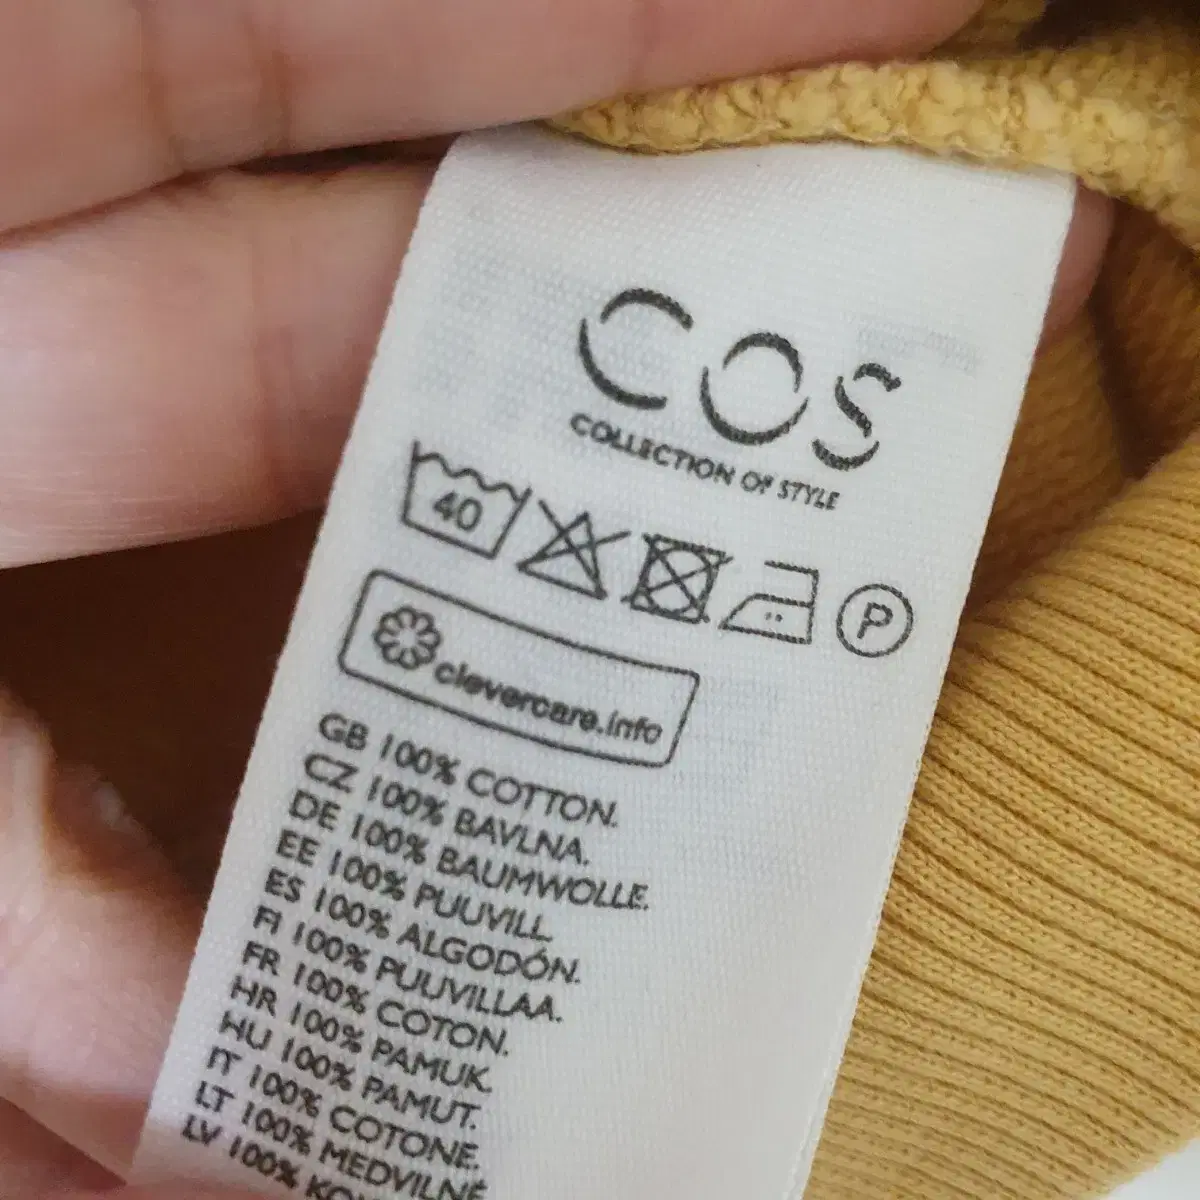 COS
COLLECTION OF STYLE
40
P
clevercare.info
GB 100% COTTON.
CZ 100% BAVLNA.
DE 100% BAUMWOLLE.
EE 100% PUUVILL.
ES 100% ALGODÓN.
FI 100% PUUVILLAA.
FR 100% COTON.
HR 100% PAMUK.
HU 100% PAMUT.
IT 100% COTONE.
LT 100% MEDVILNĖ
LV 100%